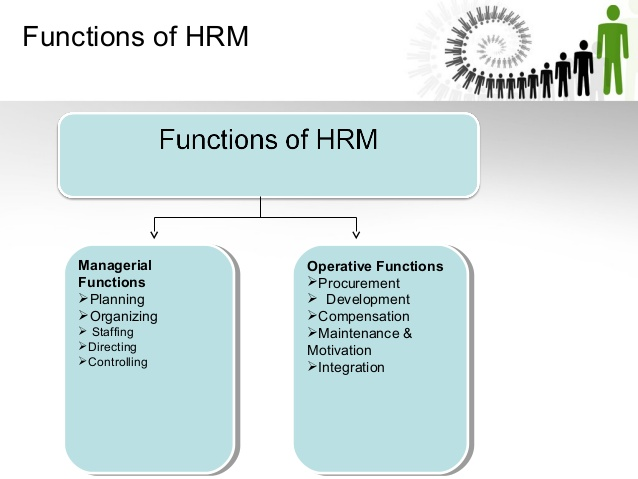 Functions of HRM
Functions of HRM
Managerial
Functions
➢Planning
➢Organizing
➢ Staffing
➢Directing
➢Controlling
Operative Functions
➢Procurement
➢ Development
➢Compensation
➢Maintenance &
Motivation
➢Integration